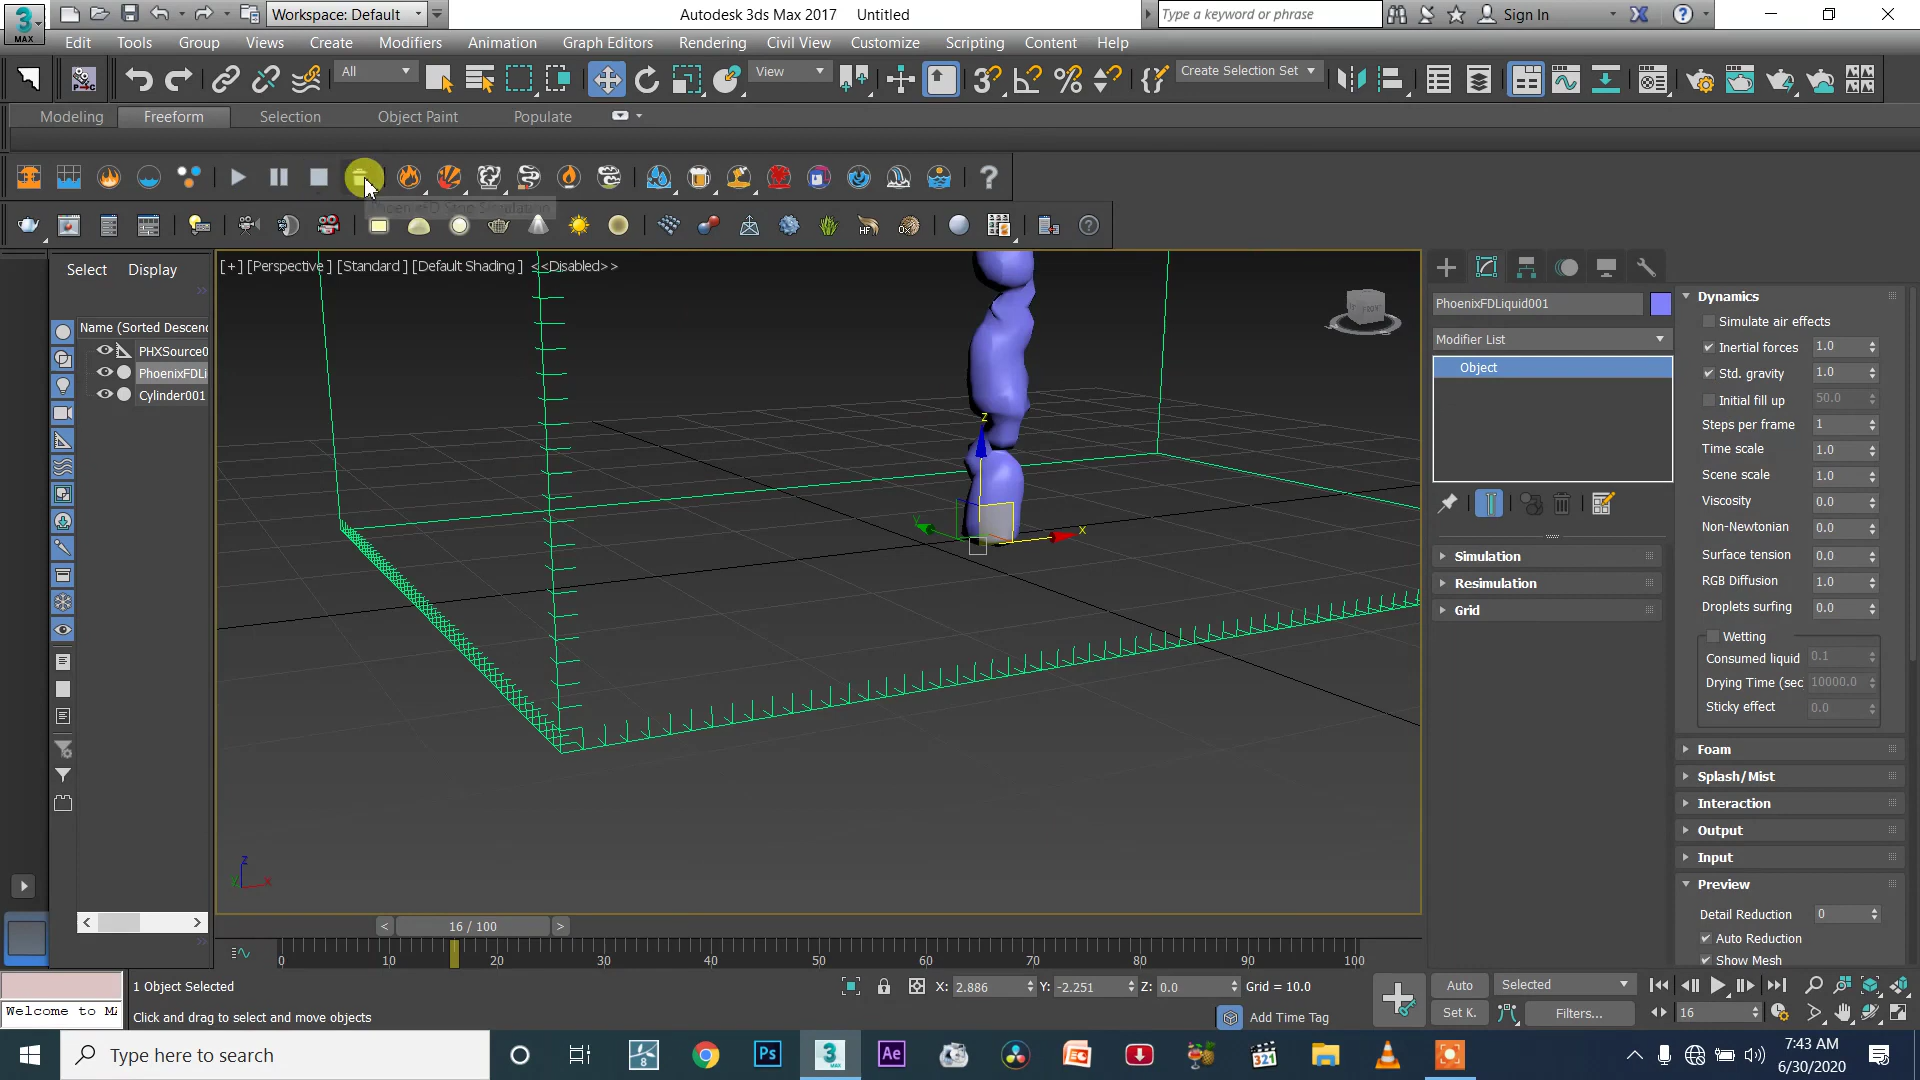 Workspace: Default
Autodesk 3ds Max 2017 Untitled
Type a keyword or phrase
Sign In
3
MAX
Edit Tools Group Views Create Modifiers Animation Graph Editors Rendering Civil View Customize Scripting Content Help
All
View
Create Selection Set
Modeling Freeform Selection Object Paint Populate
[+] [Perspective ] [Standard ] [Default Shading ] <<Disabled>>
Select Display
Name (Sorted Descend
PHXSource0
PhoenixFDLi
Cylinder001
PhoenixFDLiquid001
Modifier List
Object
Simulation
Resimulation
Grid
Dynamics
Simulate air effects
Inertial forces 1.0
Std. gravity 1.0
Initial fill up 50.0
Steps per frame 1
Time scale 1.0
Scene scale 1.0
Viscosity 0.0
Non-Newtonian 0.0
Surface tension 0.0
RGB Diffusion 1.0
Droplets surfing 0.0
Wetting
Consumed liquid 0.1
Drying Time (sec 10000.0
Sticky effect 0.0
Foam
Splash/Mist
Interaction
Output
Input
Preview
Detail Reduction 0
Auto Reduction
Show Mesh
z
x
y
z
x
y
< 16 / 100 >
0 10 20 30 40 50 60 70 80 90 100
1 Object Selected
X: 2.886 Y: -2.251 Z: 0.0 Grid = 10.0
Auto Selected
Welcome to MA
Click and drag to select and move objects
Add Time Tag
Set K. Filters... 16
Type here to search
7:43 AM
6/30/2020